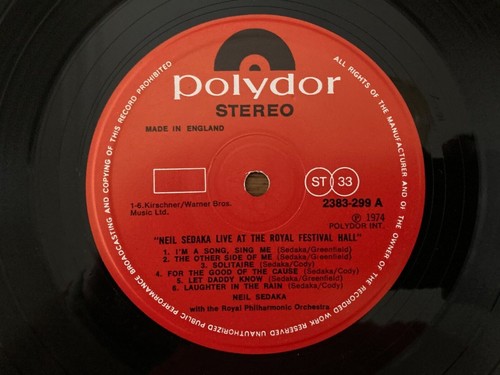 polydor
STEREO
MADE IN ENGLAND
1-6.Kirschner/Warner Bros.
Music Ltd.
ST 33
2383-299 A
℗ 1974
POLYDOR INT.
"NEIL SEDAKA LIVE AT THE ROYAL FESTIVAL HALL"
1. I'M A SONG, SING ME (Sedaka/Greenfield)
2. THE OTHER SIDE OF ME (Sedaka/Greenfield)
3. SOLITAIRE (Sedaka/Cody)
4. FOR THE GOOD OF THE CAUSE (Sedaka/Cody)
5. LET DADDY KNOW (Sedaka/Greenfield)
6. LAUGHTER IN THE RAIN (Sedaka/Cody)
NEIL SEDAKA
with the Royal Philharmonic Orchestra
ALL RIGHTS OF THE MANUFACTURER AND OF THE OWNER OF THE RECORDED WORK RESERVED UNAUTHORIZED PUBLIC PERFORMANCE BROADCASTING AND COPYING OF THIS RECORD PROHIBITED